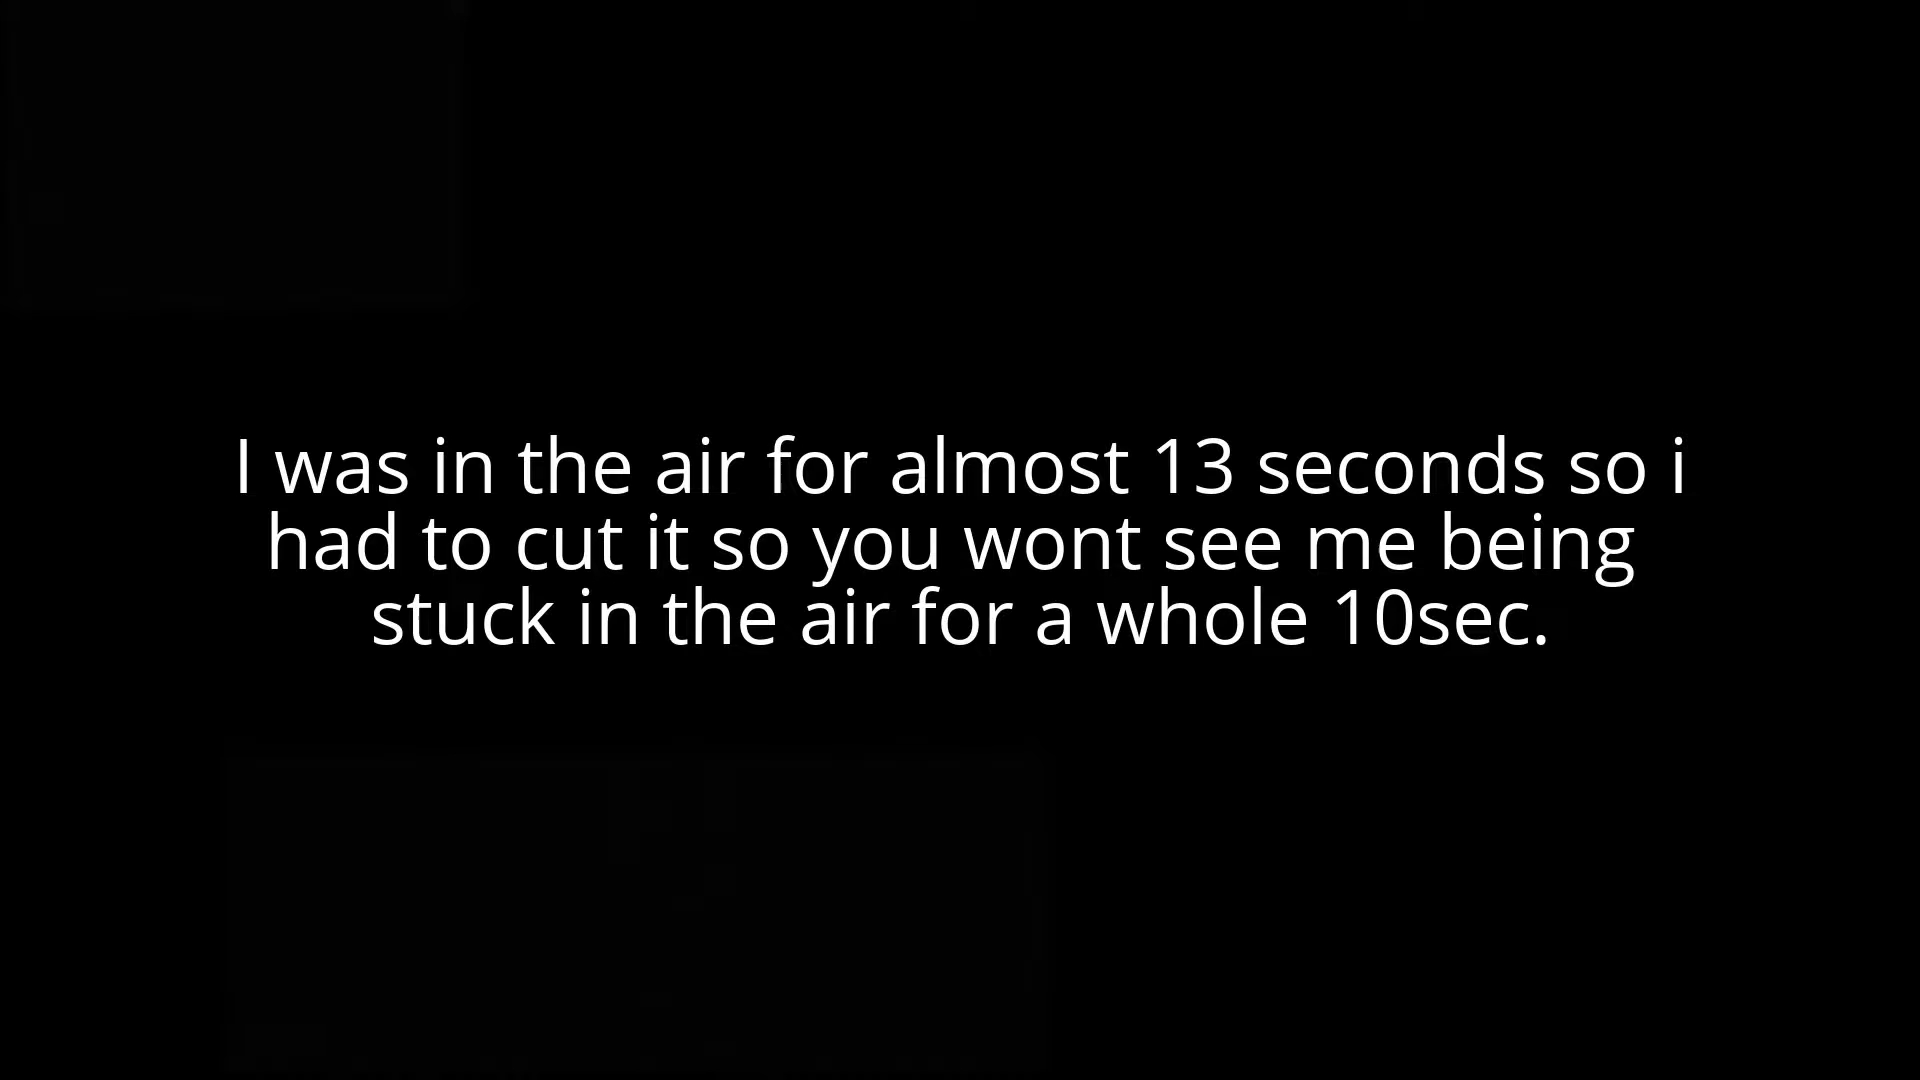 I was in the air for almost 13 seconds so i
had to cut it so you wont see me being
stuck in the air for a whole 10sec.